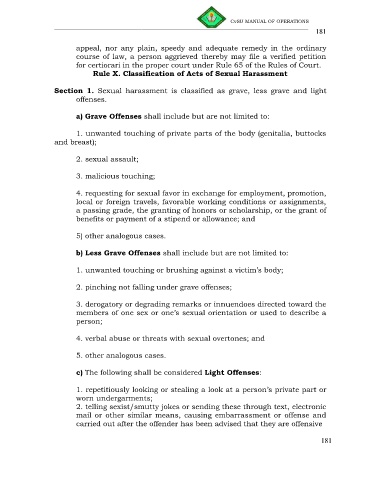 CvSU MANUAL OF OPERATIONS
181
appeal, nor any plain, speedy and adequate remedy in the ordinary
course of law, a person aggrieved thereby may file a verified petition
for certiorari in the proper court under Rule 65 of the Rules of Court.
Rule X. Classification of Acts of Sexual Harassment
Section 1. Sexual harassment is classified as grave, less grave and light
offenses.
a) Grave Offenses shall include but are not limited to:
1. unwanted touching of private parts of the body (genitalia, buttocks
and breast);
2. sexual assault;
3. malicious touching;
4. requesting for sexual favor in exchange for employment, promotion,
local or foreign travels, favorable working conditions or assignments,
a passing grade, the granting of honors or scholarship, or the grant of
benefits or payment of a stipend or allowance; and
5) other analogous cases.
b) Less Grave Offenses shall include but are not limited to:
1. unwanted touching or brushing against a victim's body;
2. pinching not falling under grave offenses;
3. derogatory or degrading remarks or innuendoes directed toward the
members of one sex or one's sexual orientation or used to describe a
person;
4. verbal abuse or threats with sexual overtones; and
5. other analogous cases.
c) The following shall be considered Light Offenses:
1. repetitiously looking or stealing a look at a person's private part or
worn undergarments;
2. telling sexist/smutty jokes or sending these through text, electronic
mail or other similar means, causing embarrassment or offense and
carried out after the offender has been advised that they are offensive
181